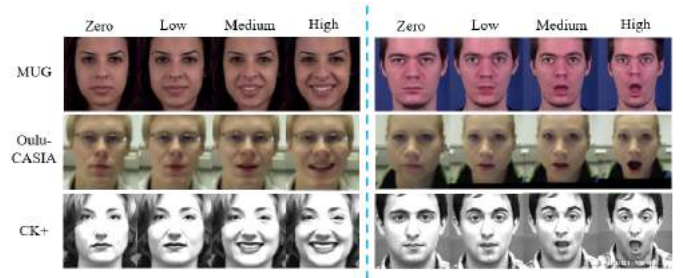 Zero Low Medium High Zero Low Medium High
MUG
Oulu-
CASIA
CK+